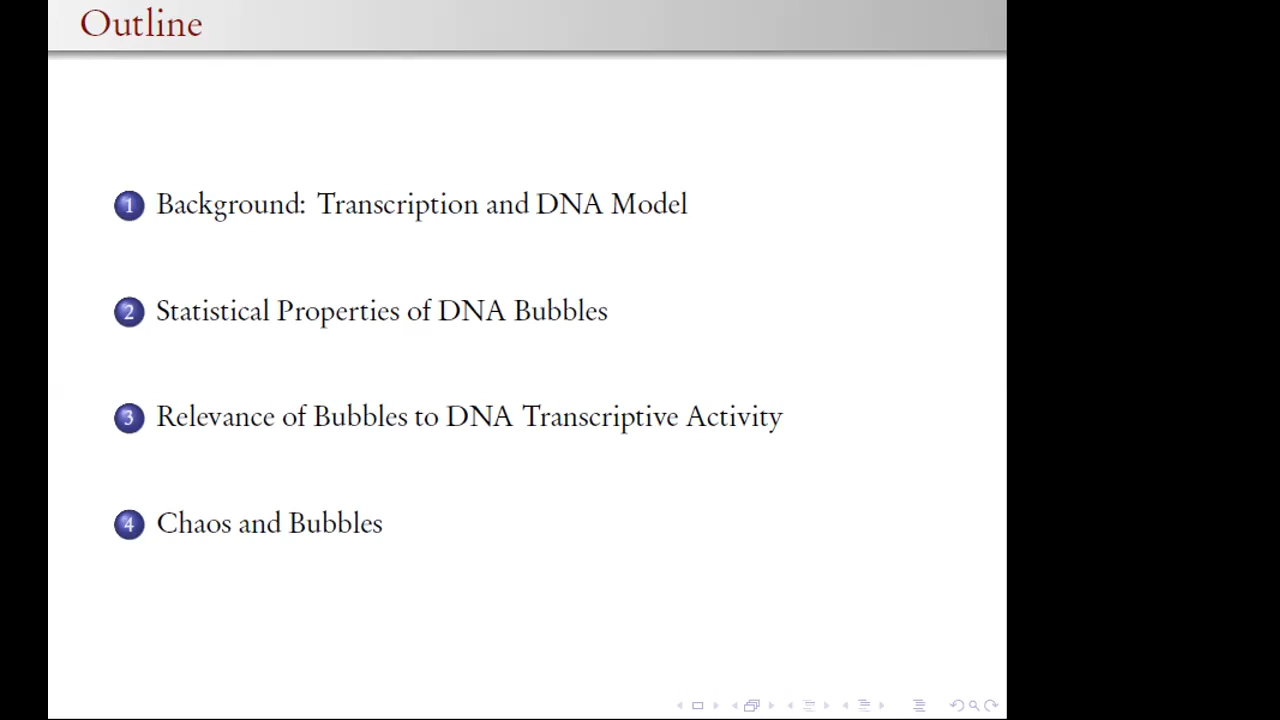 Outline
1 Background: Transcription and DNA Model
2 Statistical Properties of DNA Bubbles
3 Relevance of Bubbles to DNA Transcriptive Activity
4 Chaos and Bubbles